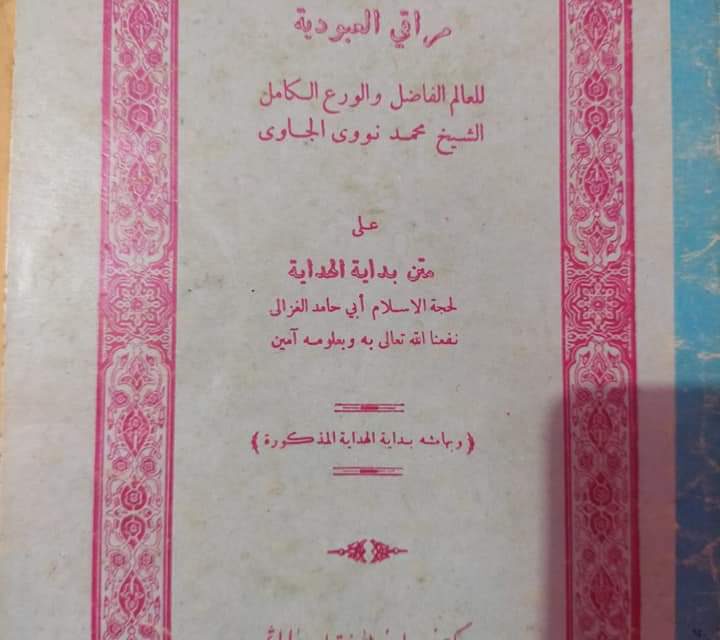 مراقي العبودية
للعالم الفاضل والورع الكامل
الشيخ محمد نووى الجاوى
على
متن بداية الهداية
لحجة الاسلام أبي حامد الغزالى
نفعنا الله تعالى به وبعلومه آمين
﴿ وبهامشه بداية الهداية المذكورة ﴾